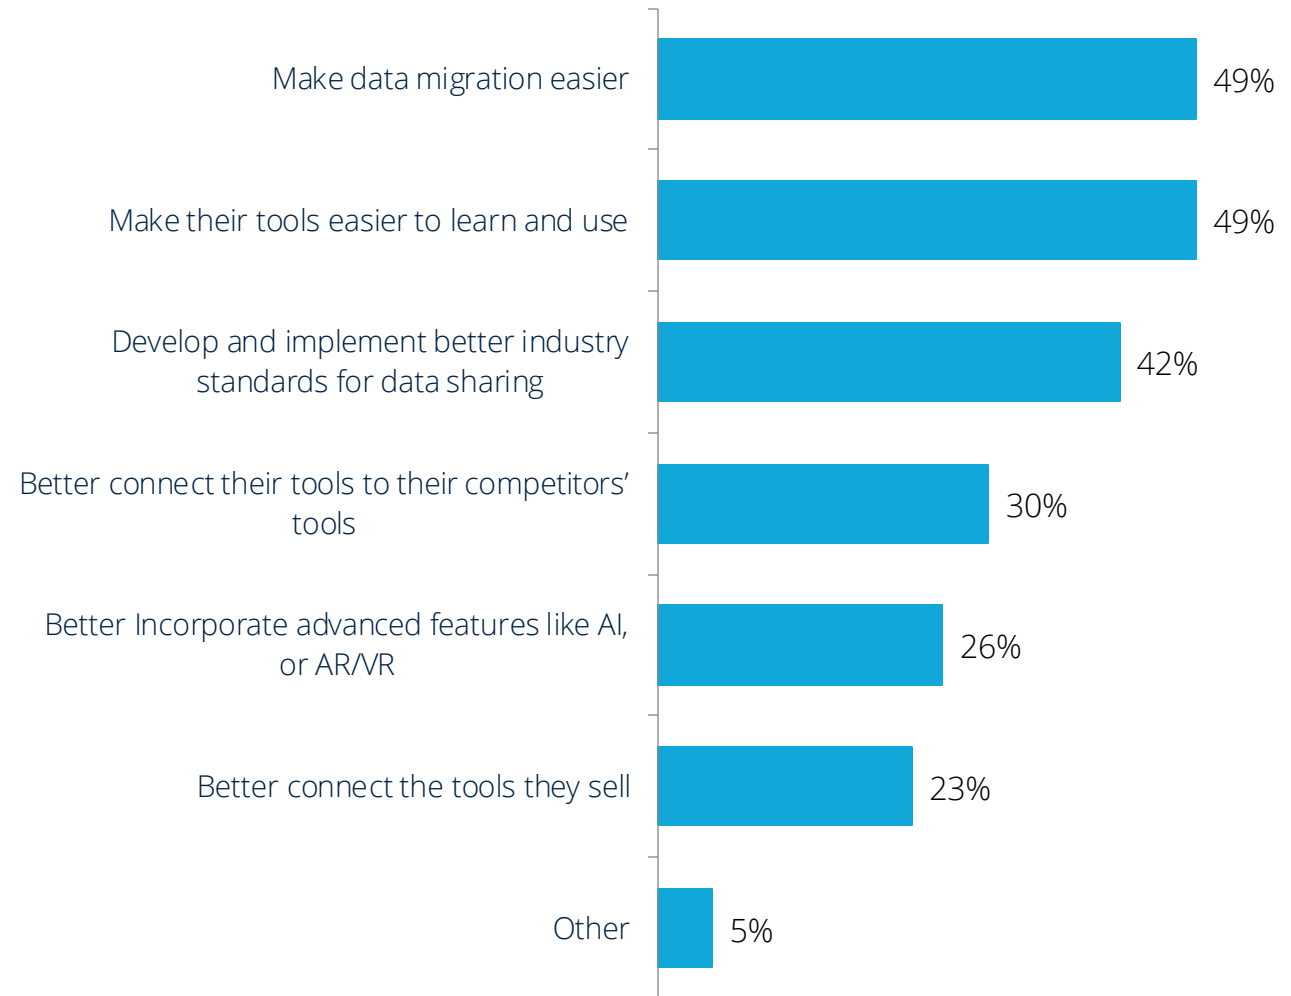 Make data migration easier
49%
Make their tools easier to learn and use
49%
Develop and implement better industry
standards for data sharing
42%
Better connect their tools to their competitors’
tools
30%
Better Incorporate advanced features like AI,
or AR/VR
26%
Better connect the tools they sell
23%
Other
5%